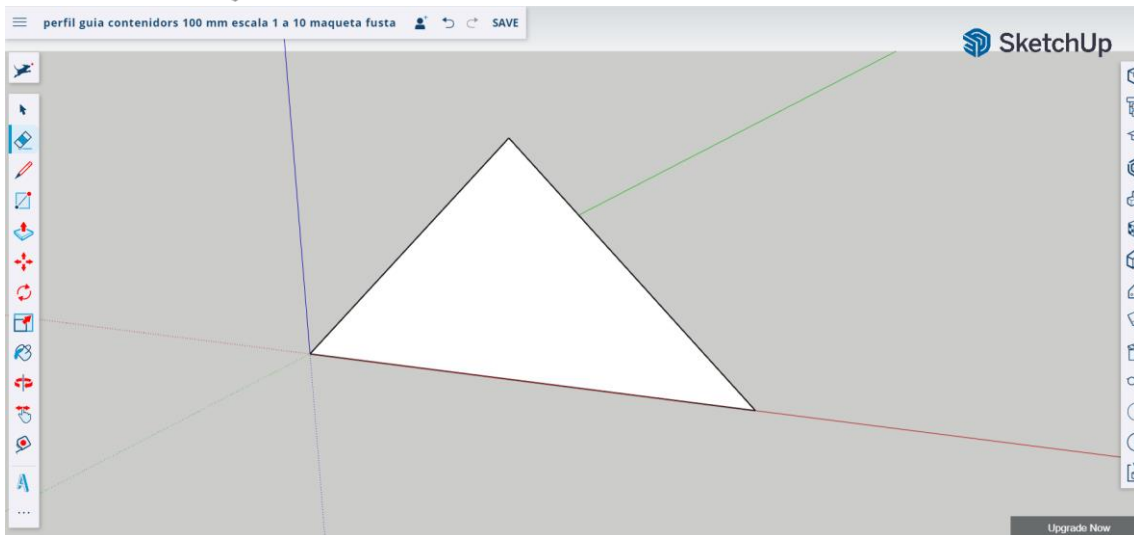 perfil guia contenidors 100 mm escala 1 a 10 maqueta fusta SAVE
SketchUp
Upgrade Now